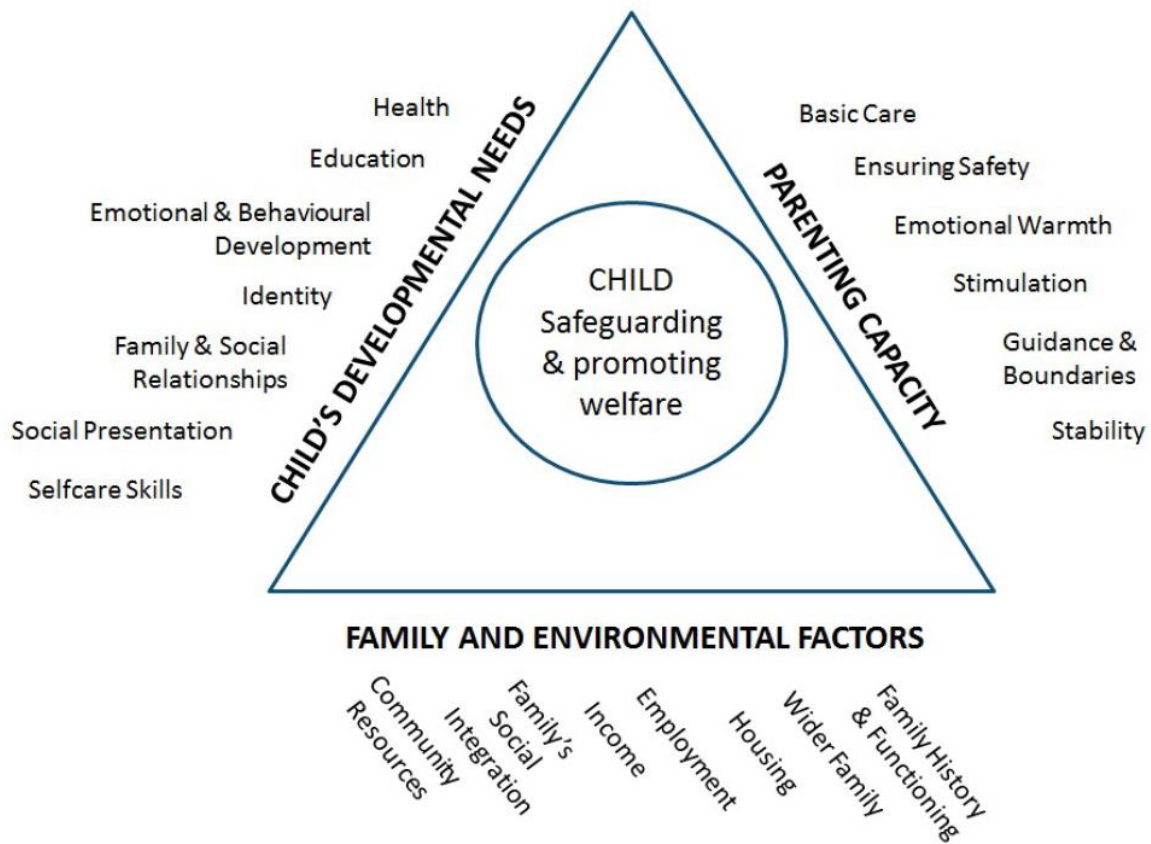 Health
Education
Emotional & Behavioural
Development
Identity
Family & Social
Relationships
Social Presentation
Selfcare Skills
CHILD'S DEVELOPMENTAL NEEDS
CHILD
Safeguarding
& promoting
welfare
PARENTING CAPACITY
Basic Care
Ensuring Safety
Emotional Warmth
Stimulation
Guidance &
Boundaries
Stability
FAMILY AND ENVIRONMENTAL FACTORS
Community
Resources
Family's
Social
Integration
Income
Employment
Housing
Wider Family
Family History
& Functioning